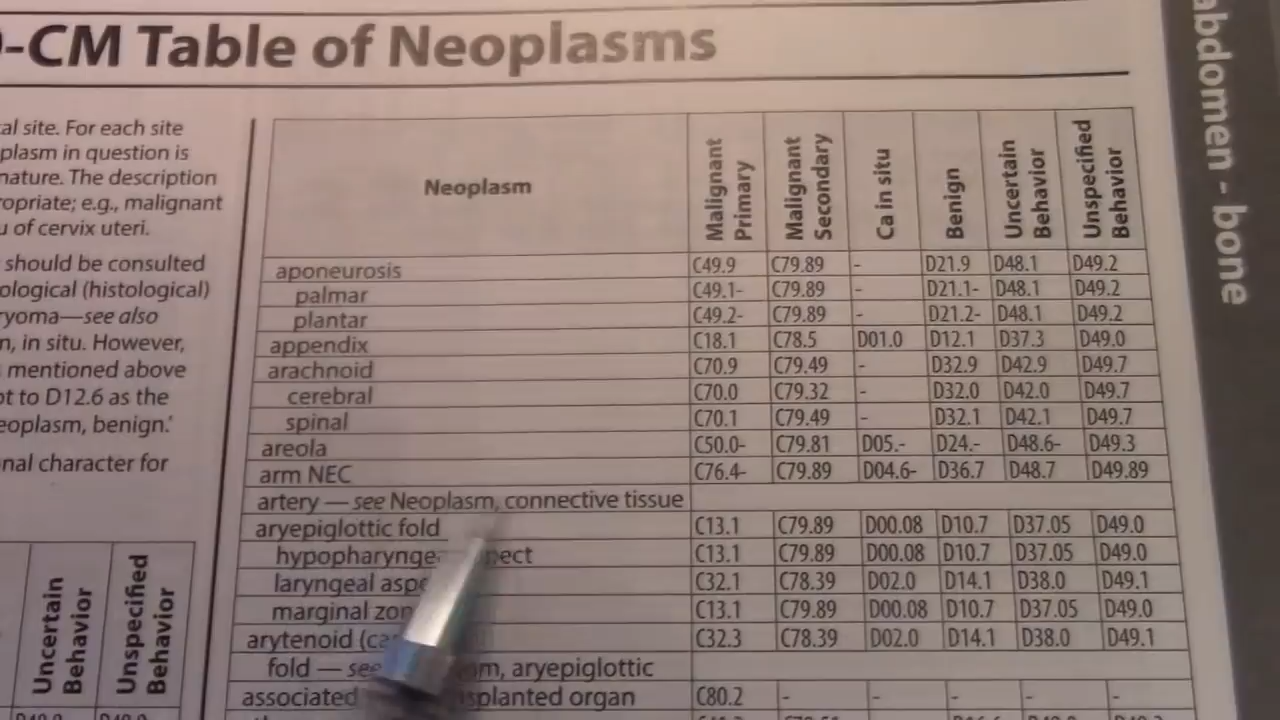 -CM Table of Neoplasms
abdomen - bone
al site. For each site
plasm in question is
nature. The description
ropriate; e.g., malignant
u of cervix uteri.
should be consulted
ological (histological)
ryoma—see also
n, in situ. However,
mentioned above
ot to D12.6 as the
eoplasm, benign.'
nal character for
Uncertain Behavior
Unspecified Behavior
Neoplasm Malignant Primary Malignant Secondary Ca in situ Benign Uncertain Behavior Unspecified Behavior
aponeurosis C49.9 C79.89 - D21.9 D48.1 D49.2
palmar C49.1- C79.89 - D21.1- D48.1 D49.2
plantar C49.2- C79.89 - D21.2- D48.1 D49.2
appendix C18.1 C78.5 D01.0 D12.1 D37.3 D49.0
arachnoid C70.9 C79.49 - D32.9 D42.9 D49.7
cerebral C70.0 C79.32 - D32.0 D42.0 D49.7
spinal C70.1 C79.49 - D32.1 D42.1 D49.7
areola C50.0- C79.81 D05.- D24.- D48.6- D49.3
arm NEC C76.4- C79.89 D04.6- D36.7 D48.7 D49.89
artery — see Neoplasm, connective tissue
aryepiglottic fold C13.1 C79.89 D00.08 D10.7 D37.05 D49.0
hypopharynge pect C13.1 C79.89 D00.08 D10.7 D37.05 D49.0
laryngeal aspe C32.1 C78.39 D02.0 D14.1 D38.0 D49.1
marginal zon C13.1 C79.89 D00.08 D10.7 D37.05 D49.0
arytenoid (ca C32.3 C78.39 D02.0 D14.1 D38.0 D49.1
fold — see m, aryepiglottic
associated splanted organ C80.2 - - - - -